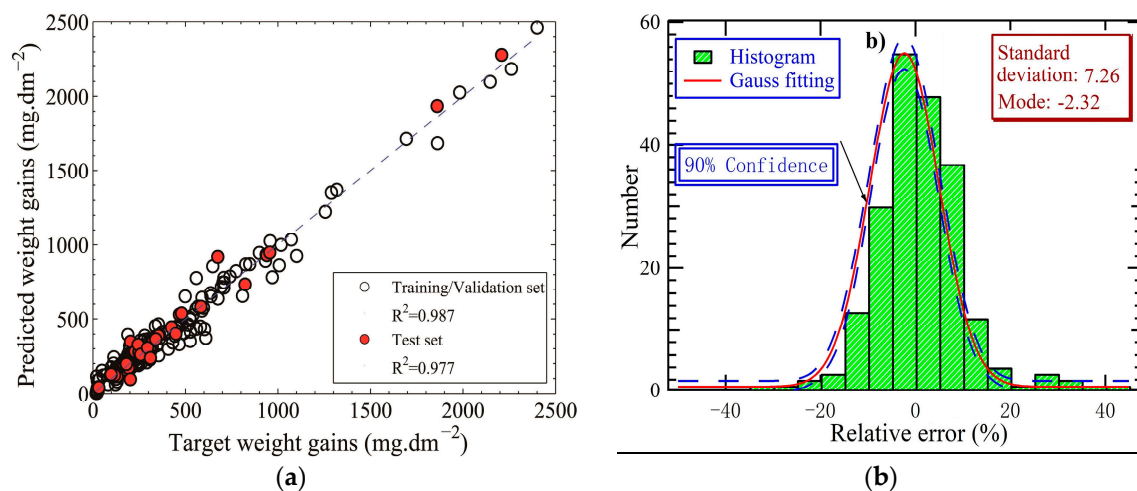 2500
2000
1500
1000
500
0
Predicted weight gains (mg.dm−2)
Training/Validation set
R2=0.987
Test set
R2=0.977
0 500 1000 1500 2000 2500
Target weight gains (mg.dm−2)
(a)
60
40
20
0
Number
b)
Histogram
Gauss fitting
90% Confidence
Standard
deviation: 7.26
Mode: -2.32
-40 -20 0 20 40
Relative error (%)
(b)